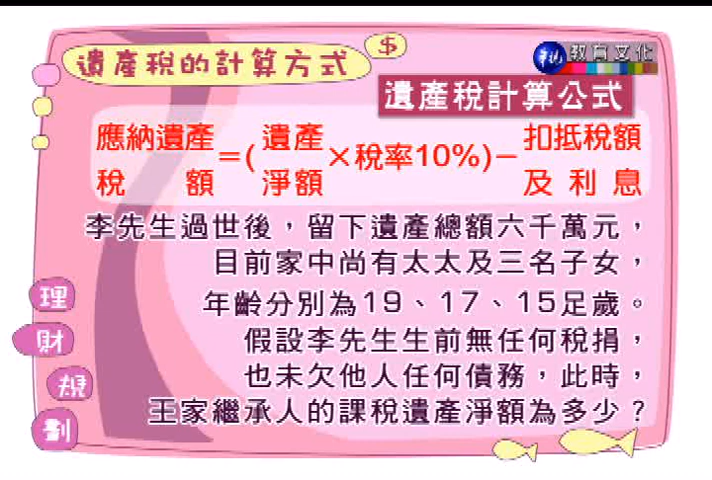 遺產稅的計算方式
$
華視 教育文化
遺產稅計算公式
應納遺產稅額=(遺產淨額×稅率10%)-扣抵稅額及利息
李先生過世後,留下遺產總額六千萬元,
目前家中尚有太太及三名子女,
年齡分別為19、17、15足歲。
假設李先生生前無任何稅捐,
也未欠他人任何債務,此時,
王家繼承人的課稅遺產淨額為多少?
理
財
規
劃